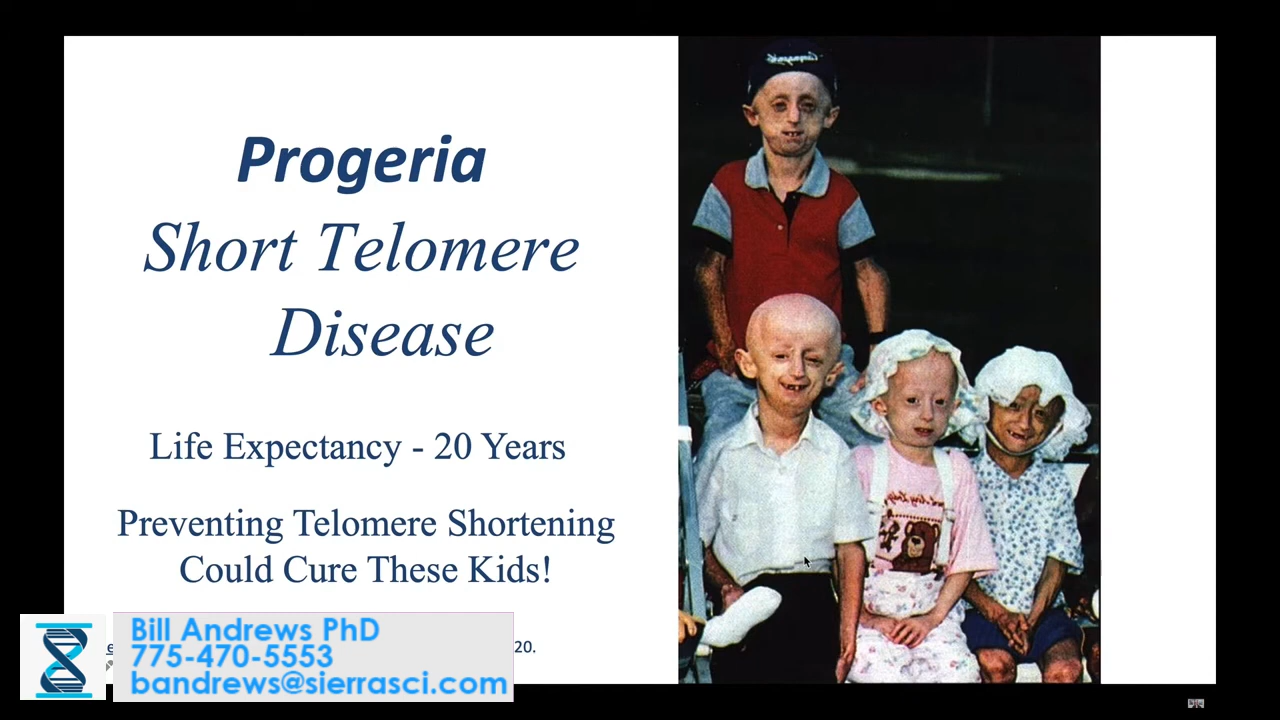 Progeria
Short Telomere
Disease
Life Expectancy - 20 Years
Preventing Telomere Shortening
Could Cure These Kids!
20.
Bill Andrews PhD
775-470-5553
bandrews@sierrasci.com